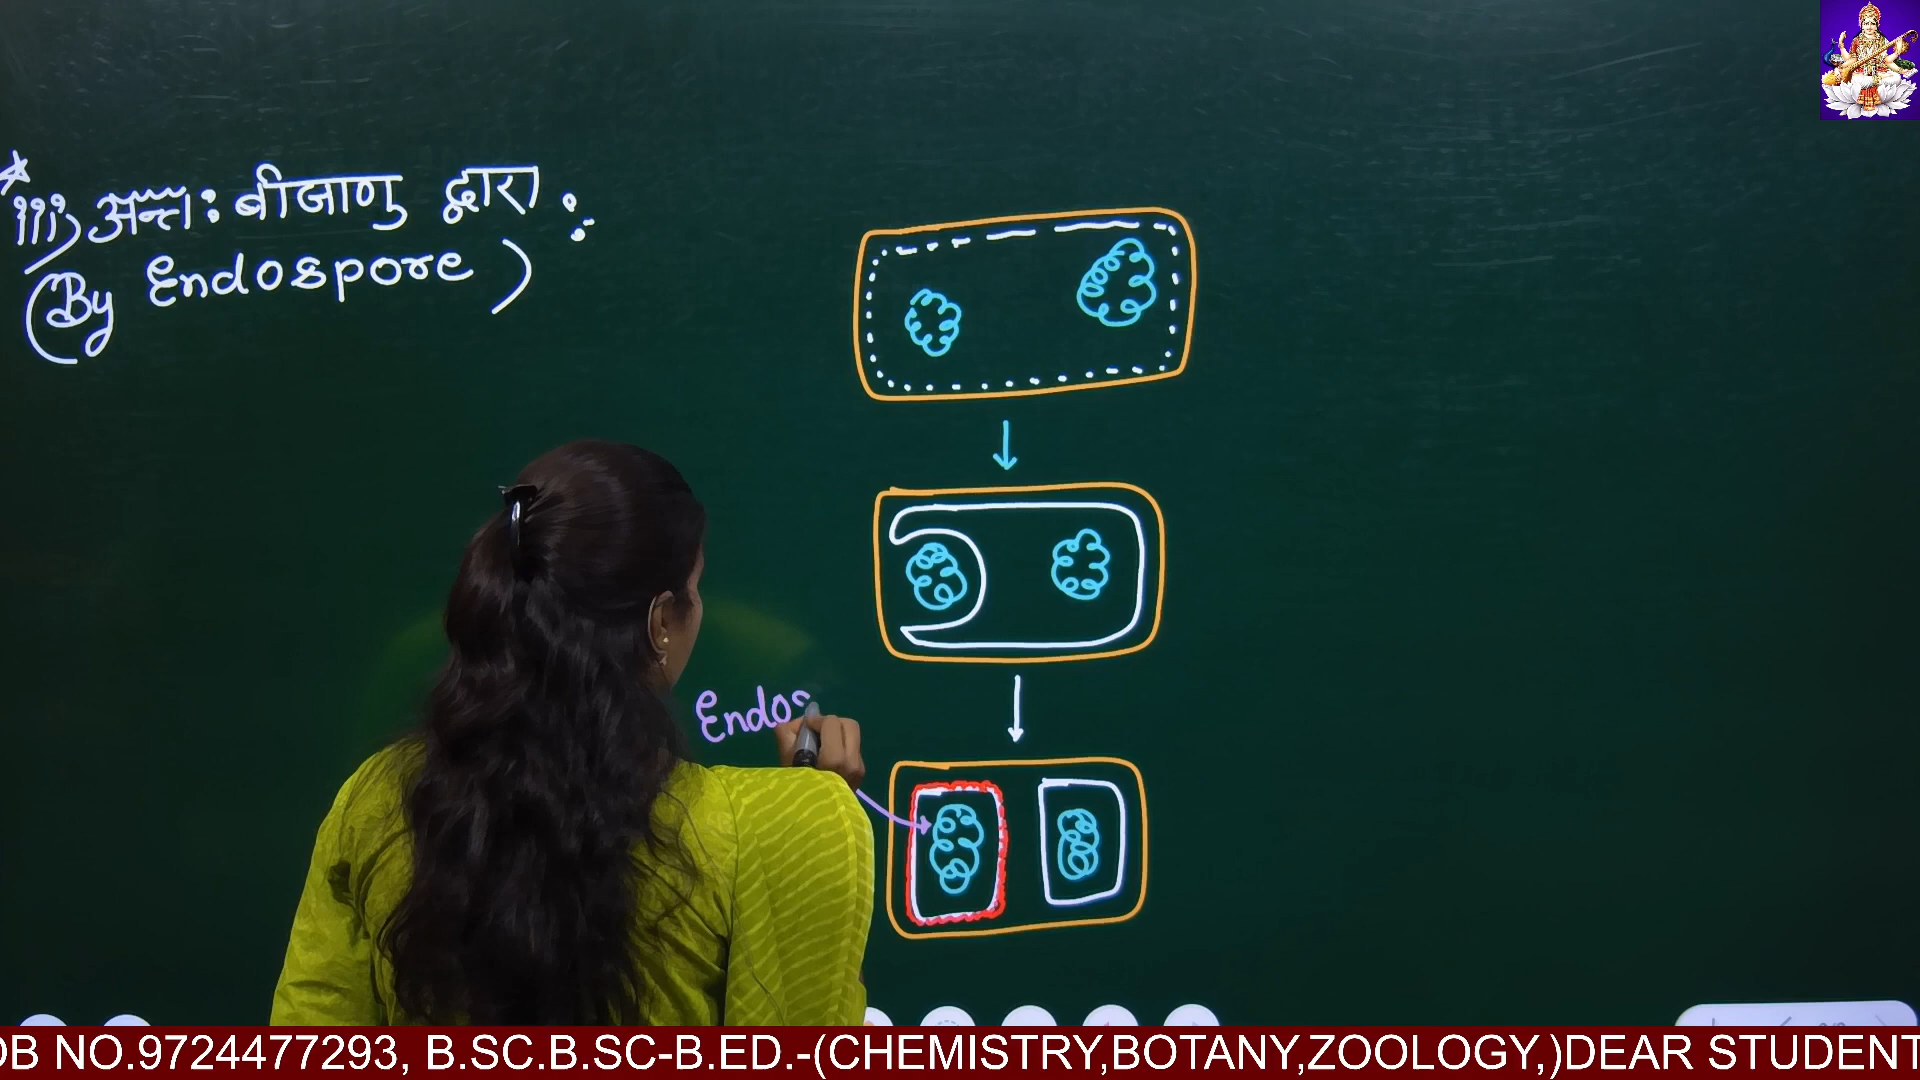 iii) अन्तः बीजाणु द्वारा :-
(By Endospore)
Endos
OB NO.9724477293, B.SC.B.SC-B.ED.-(CHEMISTRY,BOTANY,ZOOLOGY,)DEAR STUDENT